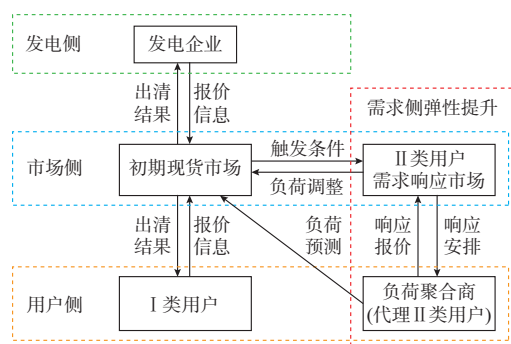 发电侧
发电企业
出清
结果
报价
信息
需求侧弹性提升
市场侧
初期现货市场
触发条件
负荷调整
Ⅱ类用户
需求响应市场
出清
结果
报价
信息
负荷
预测
响应
报价
响应
安排
用户侧
Ⅰ类用户
负荷聚合商
(代理Ⅱ类用户)